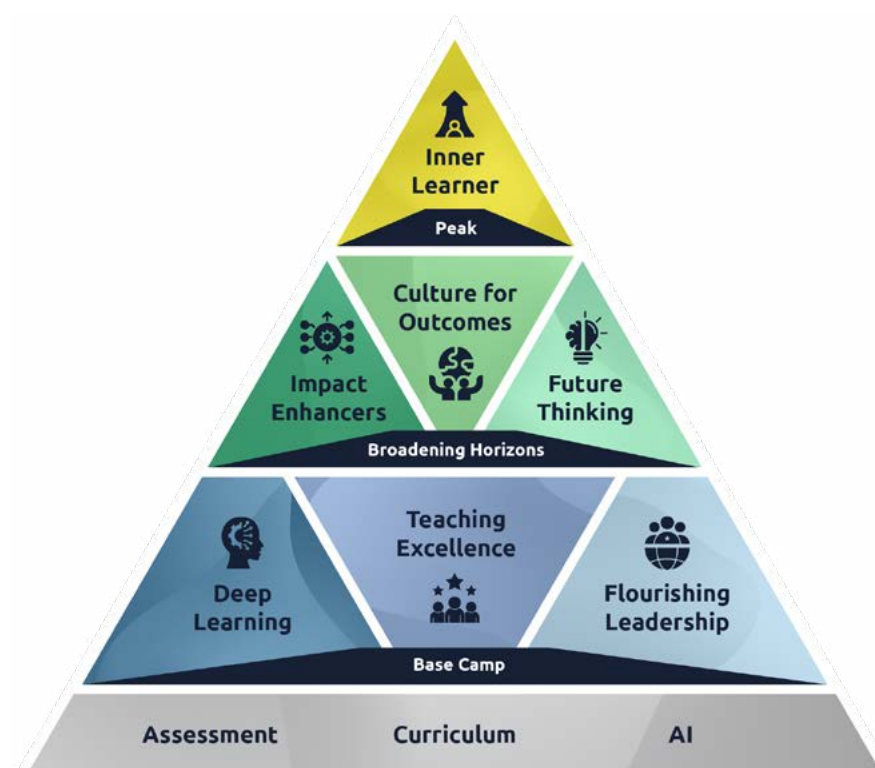 Inner
Learner
Peak
Culture for
Outcomes
Impact
Enhancers
Future
Thinking
Broadening Horizons
Teaching
Excellence
Deep
Learning
Flourishing
Leadership
Base Camp
Assessment Curriculum AI